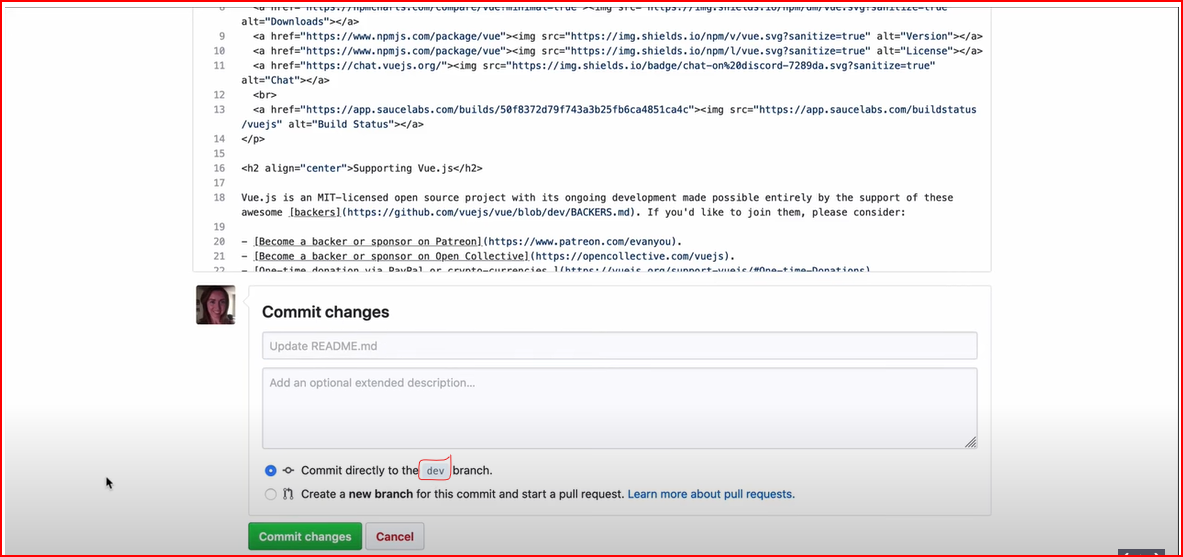 8 <a href="https://npmcharts.com/compare/vue?minimal=true"><img src="https://img.shields.io/npm/dm/vue.svg?sanitize=true"
alt="Downloads"></a>
9 <a href="https://www.npmjs.com/package/vue"><img src="https://img.shields.io/npm/v/vue.svg?sanitize=true" alt="Version"></a>
10 <a href="https://www.npmjs.com/package/vue"><img src="https://img.shields.io/npm/l/vue.svg?sanitize=true" alt="License"></a>
11 <a href="https://chat.vuejs.org/"><img src="https://img.shields.io/badge/chat-on%20discord-7289da.svg?sanitize=true"
alt="Chat"></a>
12 <br>
13 <a href="https://app.saucelabs.com/builds/50f8372d79f743a3b25fb6ca4851ca4c"><img src="https://app.saucelabs.com/buildstatus
/vuejs" alt="Build Status"></a>
14 </p>
15
16 <h2 align="center">Supporting Vue.js</h2>
17
18 Vue.js is an MIT-licensed open source project with its ongoing development made possible entirely by the support of these
awesome [backers](https://github.com/vuejs/vue/blob/dev/BACKERS.md). If you'd like to join them, please consider:
19
20 - [Become a backer or sponsor on Patreon](https://www.patreon.com/evanyou).
21 - [Become a backer or sponsor on Open Collective](https://opencollective.com/vuejs).
22 - [One-time donation via PayPal or crypto-currencies.](https://vuejs.org/support-vuejs/#One-time-Donations)
Commit changes
Update README.md
Add an optional extended description...
Commit directly to the dev branch.
Create a new branch for this commit and start a pull request. Learn more about pull requests.
Commit changes Cancel